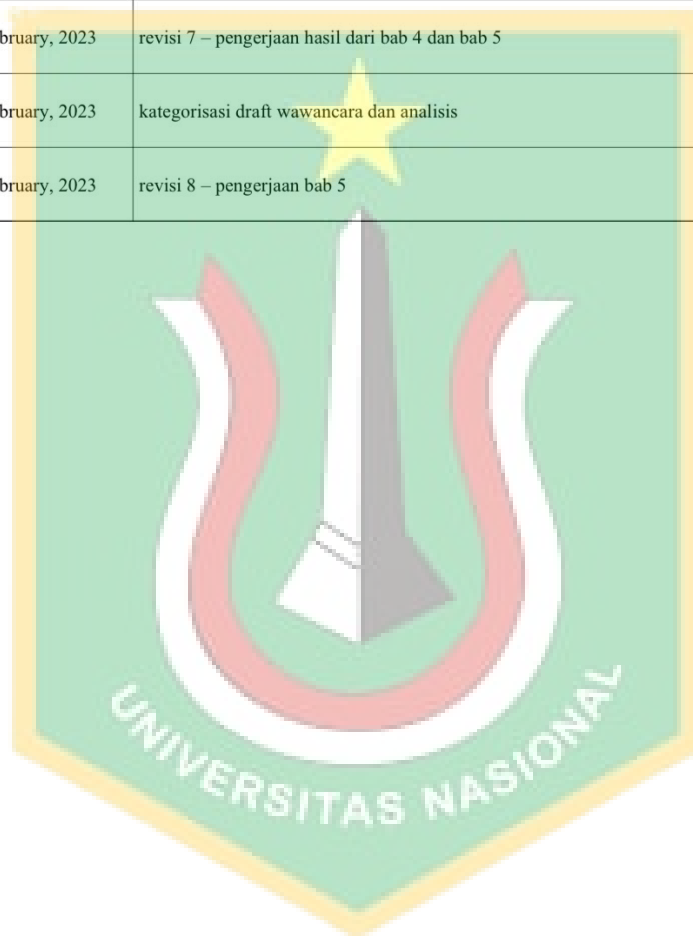 bruary, 2023 revisi 7 – pengerjaan hasil dari bab 4 dan bab 5
bruary, 2023 kategorisasi draft wawancara dan analisis
bruary, 2023 revisi 8 – pengerjaan bab 5
UNIVERSITAS NASIONAL